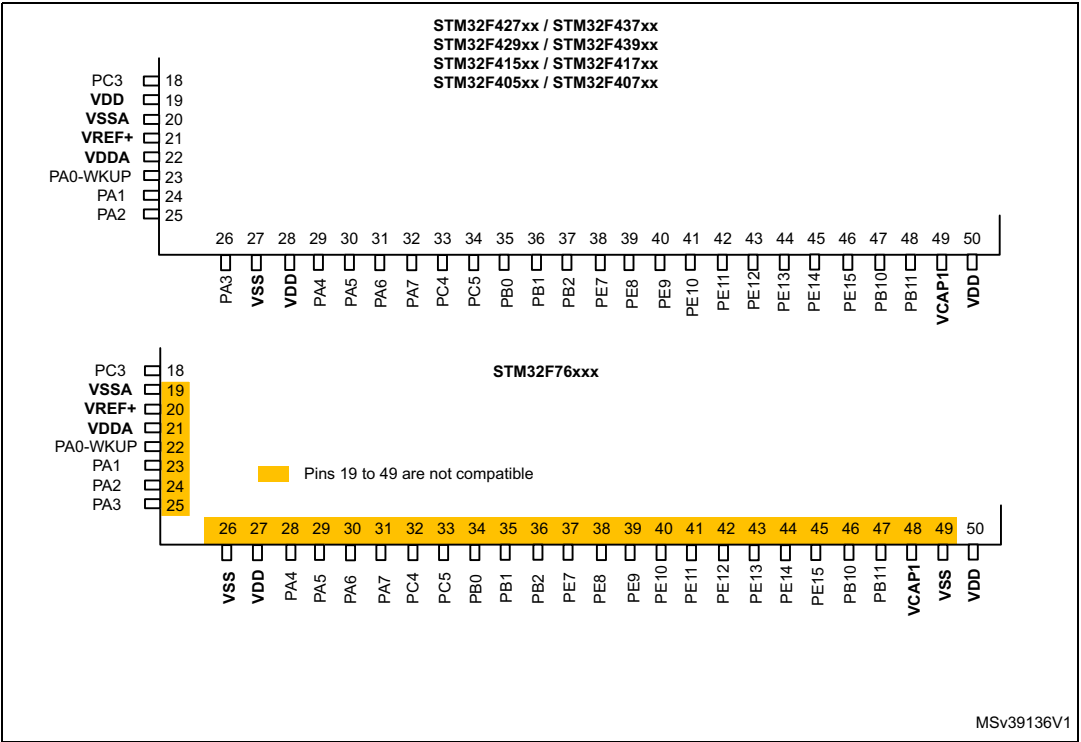 STM32F427xx / STM32F437xx
STM32F429xx / STM32F439xx
STM32F415xx / STM32F417xx
STM32F405xx / STM32F407xx
PC3 18
VDD 19
VSSA 20
VREF+ 21
VDDA 22
PA0-WKUP 23
PA1 24
PA2 25
26 27 28 29 30 31 32 33 34 35 36 37 38 39 40 41 42 43 44 45 46 47 48 49 50
PA3 VSS VDD PA4 PA5 PA6 PA7 PC4 PC5 PB0 PB1 PB2 PE7 PE8 PE9 PE10 PE11 PE12 PE13 PE14 PE15 PB10 PB11 VCAP1 VDD
STM32F76xxx
PC3 18
VSSA 19
VREF+ 20
VDDA 21
PA0-WKUP 22
PA1 23
PA2 24
PA3 25
Pins 19 to 49 are not compatible
26 27 28 29 30 31 32 33 34 35 36 37 38 39 40 41 42 43 44 45 46 47 48 49 50
VSS VDD PA4 PA5 PA6 PA7 PC4 PC5 PB0 PB1 PB2 PE7 PE8 PE9 PE10 PE11 PE12 PE13 PE14 PE15 PB10 PB11 VCAP1 VSS VDD
MSv39136V1